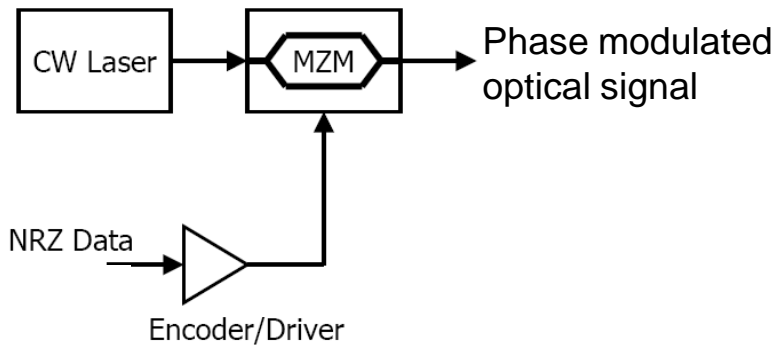 CW Laser
MZM
Phase modulated
optical signal
NRZ Data
Encoder/Driver